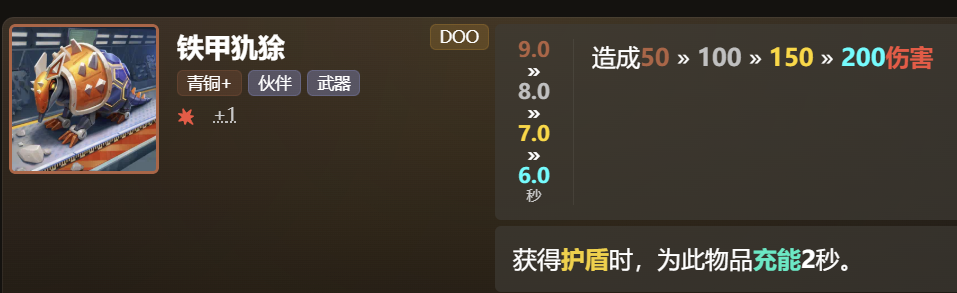 铁甲犰狳
DOO
青铜+ 伙伴 武器
+1
9.0
»
8.0
»
7.0
»
6.0
秒
造成50 » 100 » 150 » 200伤害
获得护盾时，为此物品充能2秒。